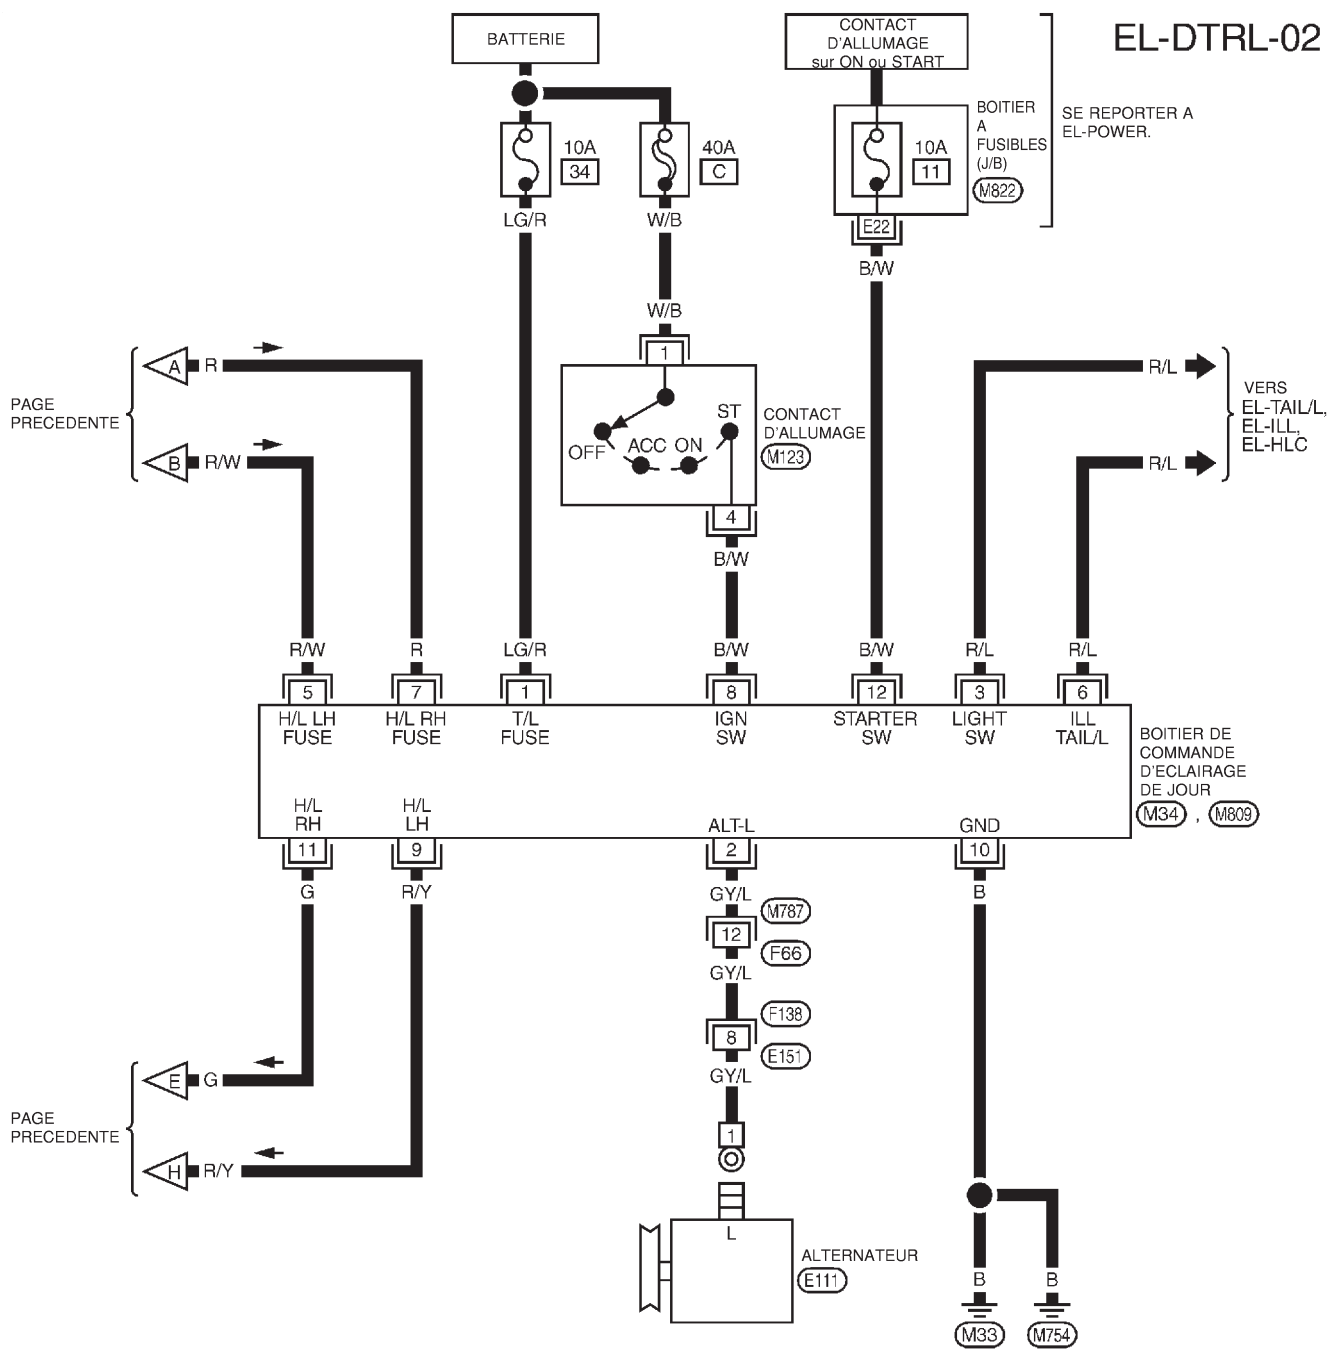 EL-DTRL-02
BATTERIE
CONTACT
D'ALLUMAGE
sur ON ou START
SE REPORTER A
EL-POWER.
BOITIER
A
FUSIBLES
(J/B)
M822
10A
34
40A
C
10A
11
E22
LG/R
W/B
B/W
W/B
1
OFF
ACC
ON
ST
CONTACT
D'ALLUMAGE
M123
4
B/W
PAGE
PRECEDENTE
A
R
B
R/W
R/L
R/L
VERS
EL-TAIL/L,
EL-ILL,
EL-HLC
R/W
R
LG/R
B/W
B/W
R/L
R/L
5
7
1
8
12
3
6
H/L LH
FUSE
H/L RH
FUSE
T/L
FUSE
IGN
SW
STARTER
SW
LIGHT
SW
ILL
TAIL/L
BOITIER DE
COMMANDE
D'ECLAIRAGE
DE JOUR
M34 , M809
H/L
RH
H/L
LH
ALT-L
GND
11
9
2
10
G
R/Y
GY/L
B
M787
12
F66
GY/L
F138
8
E151
GY/L
PAGE
PRECEDENTE
E
G
H
R/Y
1
L
ALTERNATEUR
E111
B
B
M33
M754